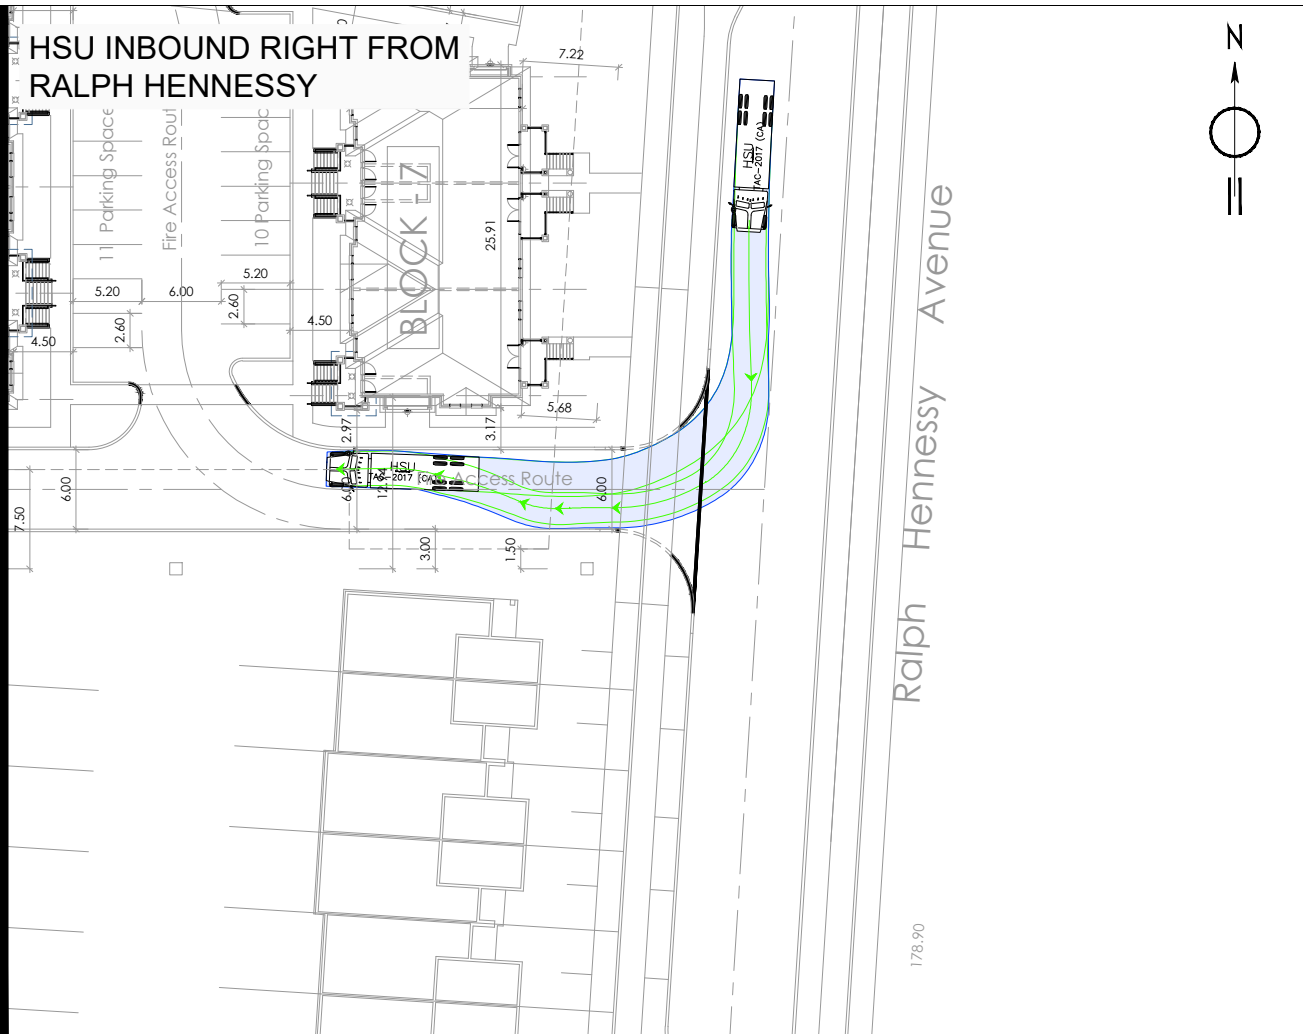 HSU INBOUND RIGHT FROM
RALPH HENNESSY
N
7.22
11 Parking Space
Fire Access Rout
10 Parking Spac
BLOCK -7
25.91
HSU
TAC-2017 (CA)
Ralph Hennessy Avenue
5.20
6.00
5.20
2.60
2.60
4.50
4.50
5.68
2.97
3.17
HSU
TAC-2017 (CA)
Access Route
6.00
6.00
7.50
3.00
1.50
178.90